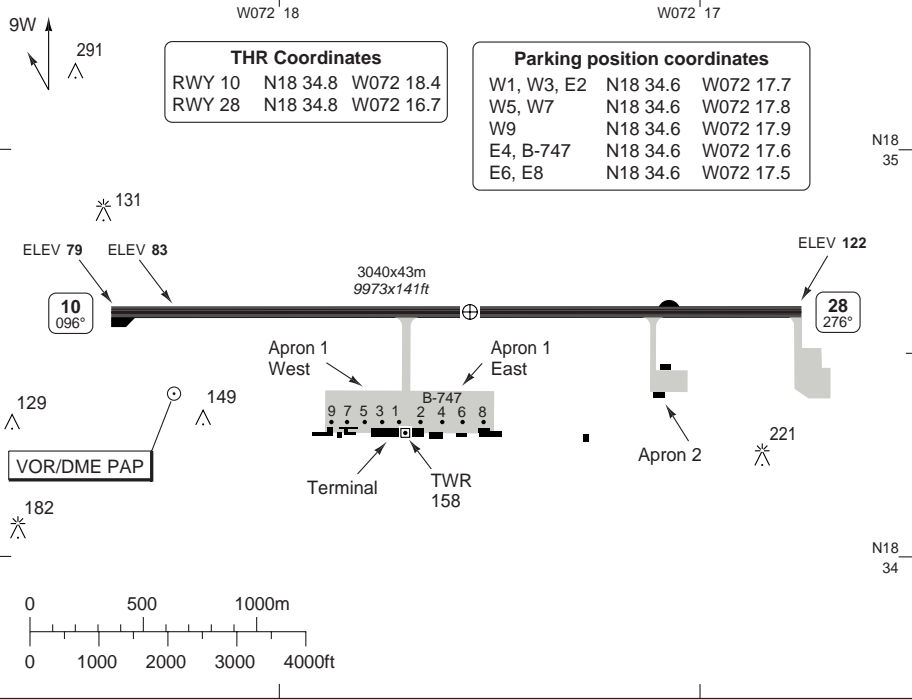 W072 18
W072 17
9W
291
THR Coordinates
RWY 10 N18 34.8 W072 18.4
RWY 28 N18 34.8 W072 16.7
Parking position coordinates
W1, W3, E2 N18 34.6 W072 17.7
W5, W7 N18 34.6 W072 17.8
W9 N18 34.6 W072 17.9
E4, B-747 N18 34.6 W072 17.6
E6, E8 N18 34.6 W072 17.5
N18
35
131
ELEV 79
ELEV 83
ELEV 122
3040x43m
9973x141ft
10
096°
28
276°
Apron 1
West
Apron 1
East
B-747
9 7 5 3 1 2 4 6 8
129
149
VOR/DME PAP
Terminal
TWR
158
Apron 2
221
182
N18
34
0 500 1000m
0 1000 2000 3000 4000ft